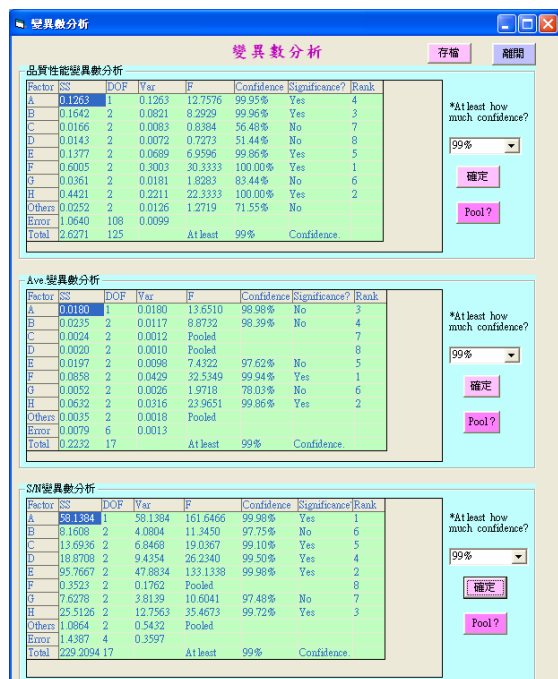 變異數分析
變異數分析
存檔
離開
品質性能變異數分析
Factor SS DOF Var F Confidence Significance? Rank
A 0.1263 1 0.1263 12.7576 99.95% Yes 4
B 0.1642 2 0.0821 8.2929 99.96% Yes 3
C 0.0166 2 0.0083 0.8384 56.48% No 7
D 0.0143 2 0.0072 0.7273 51.44% No 8
E 0.1377 2 0.0689 6.9596 99.86% Yes 5
F 0.6005 2 0.3003 30.3333 100.00% Yes 1
G 0.0361 2 0.0181 1.8283 83.44% No 6
H 0.4421 2 0.2211 22.3333 100.00% Yes 2
Others 0.0252 2 0.0126 1.2719 71.55% No
Error 1.0640 108 0.0099
Total 2.6271 125 At least 99% Confidence.
*At least how
much confidence?
99%
確定
Pool ?
Ave.變異數分析
Factor SS DOF Var F Confidence Significance? Rank
A 0.0180 1 0.0180 13.6510 98.98% No 3
B 0.0235 2 0.0117 8.8732 98.39% No 4
C 0.0024 2 0.0012 Pooled 7
D 0.0020 2 0.0010 Pooled 8
E 0.0197 2 0.0098 7.4322 97.62% No 5
F 0.0858 2 0.0429 32.5349 99.94% Yes 1
G 0.0052 2 0.0026 1.9718 78.03% No 6
H 0.0632 2 0.0316 23.9651 99.86% Yes 2
Others 0.0035 2 0.0018 Pooled
Error 0.0079 6 0.0013
Total 0.2232 17 At least 99% Confidence.
*At least how
much confidence?
99%
確定
Pool ?
S/N變異數分析
Factor SS DOF Var F Confidence Significance Rank
A 58.1384 1 58.1384 161.6466 99.98% Yes 1
B 8.1608 2 4.0804 11.3450 97.75% No 6
C 13.6936 2 6.8468 19.0367 99.10% Yes 5
D 18.8708 2 9.4354 26.2340 99.50% Yes 4
E 95.7667 2 47.8834 133.1338 99.98% Yes 2
F 0.3523 2 0.1762 Pooled 8
G 7.6278 2 3.8139 10.6041 97.48% No 7
H 25.5126 2 12.7563 35.4673 99.72% Yes 3
Others 1.0864 2 0.5432 Pooled
Error 1.4387 4 0.3597
Total 229.2094 17 At least 99% Confidence.
*At least how
much confidence?
99%
確定
Pool ?